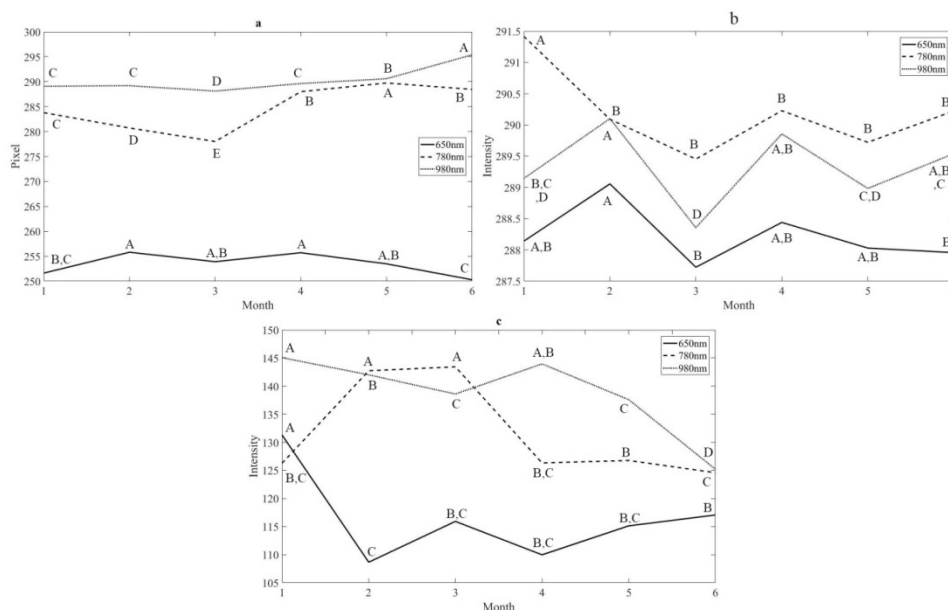 a
300
295
290
285
280
275
270
265
260
255
250
Pixel
1 2 3 4 5 6
Month
650nm
780nm
980nm
C C D C B A
C D E B A B
B,C A A,B A A,B C
b
291.5
291
290.5
290
289.5
289
288.5
288
287.5
Intensity
1 2 3 4 5 6
Month
650nm
780nm
980nm
A B B B B B
B,C
,D
A D A,B C,D
A,B
,C
A,B A B A,B A,B B
c
150
145
140
135
130
125
120
115
110
105
Intensity
1 2 3 4 5 6
Month
650nm
780nm
980nm
A B C A,B C D
B,C A A B,C B C
A C B,C B,C B,C B